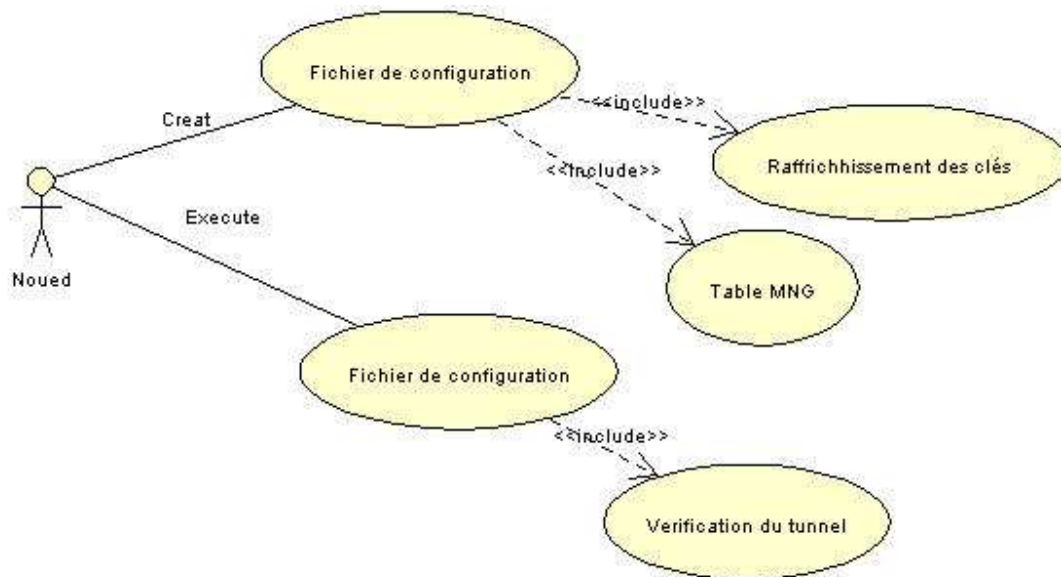 Fichier de configuration
<<include>>
Creat
Raffrichhissement des clés
<<include>>
Execute
Noued
Table MNG
Fichier de configuration
<<include>>
Verification du tunnel